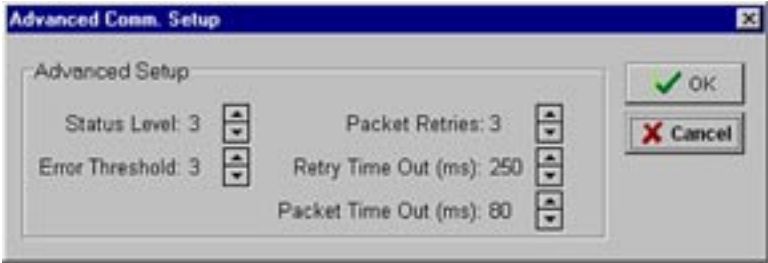 Advanced Comm. Setup
Advanced Setup
Status Level: 3
Packet Retries: 3
Error Threshold: 3
Retry Time Out (ms): 250
Packet Time Out (ms): 80
OK
Cancel